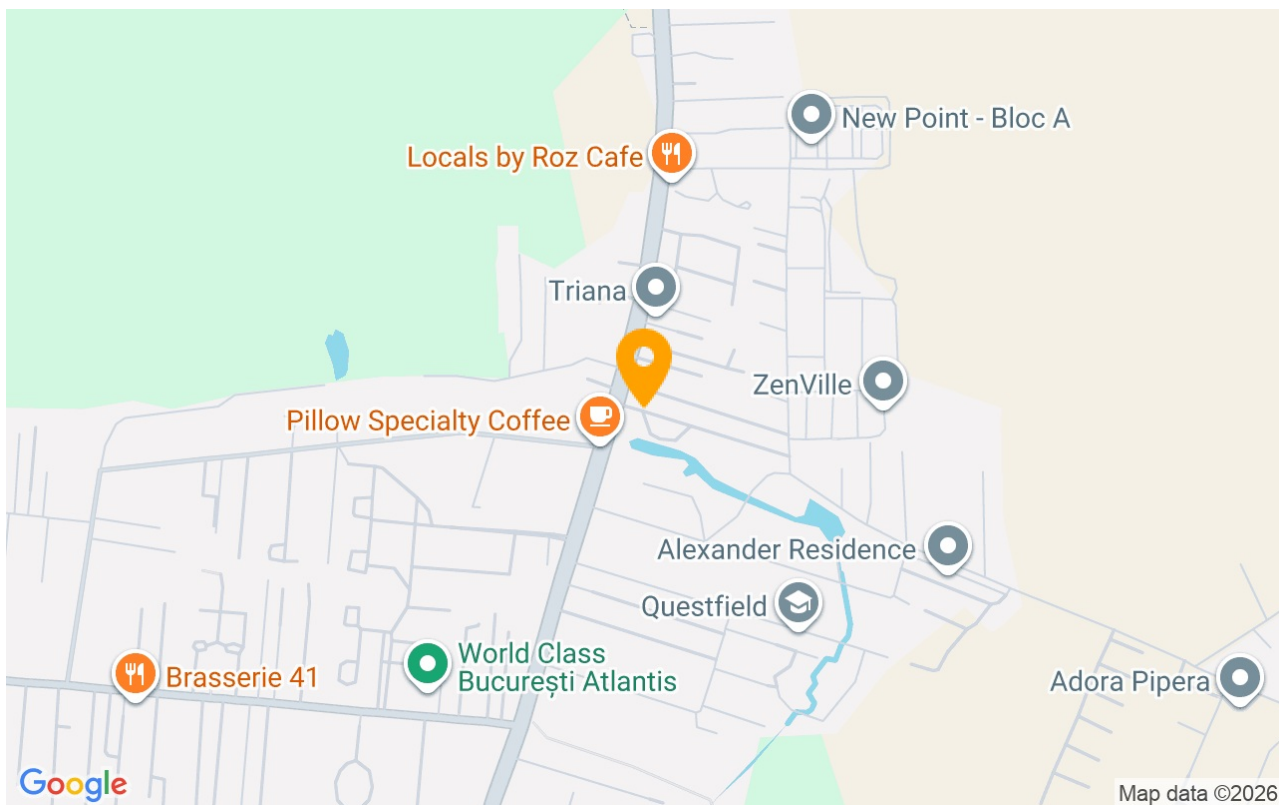 New Point - Bloc A
Locals by Roz Cafe
Triana
ZenVille
Pillow Specialty Coffee
Alexander Residence
Questfield
World Class
București Atlantis
Brasserie 41
Adora Pipera
Google
Map data ©2026